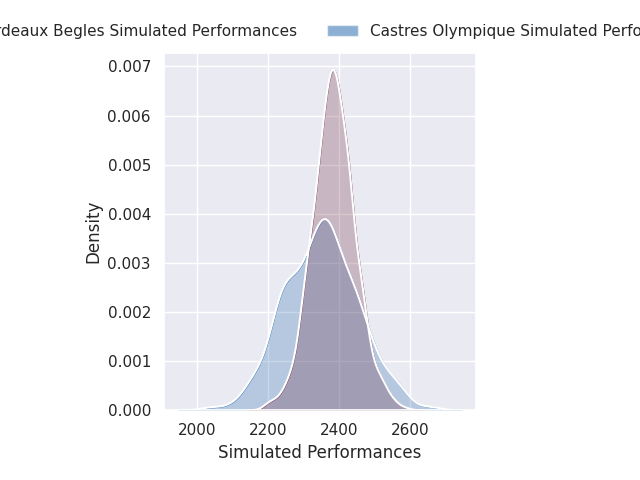 rdeaux Begles Simulated Performances Castres Olympique Simulated Perfo
0.007
0.006
0.005
0.004
0.003
0.002
0.001
0.000
Density
2000 2200 2400 2600
Simulated Performances